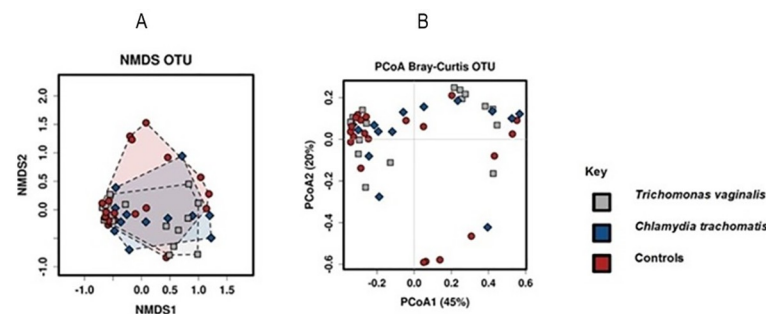 A
B
NMDS OTU
NMDS2
2.0
1.5
1.0
0.5
0.0
-1.0
-1.0
0.0
0.5
1.0
1.5
NMDS1
PCoA Bray-Curtis OTU
PCoA2 (20%)
0.2
0.0
-0.2
-0.4
-0.6
-0.2
0.0
0.2
0.4
0.6
PCoA1 (45%)
Key
Trichomonas vaginalis
Chlamydia trachomatis
Controls